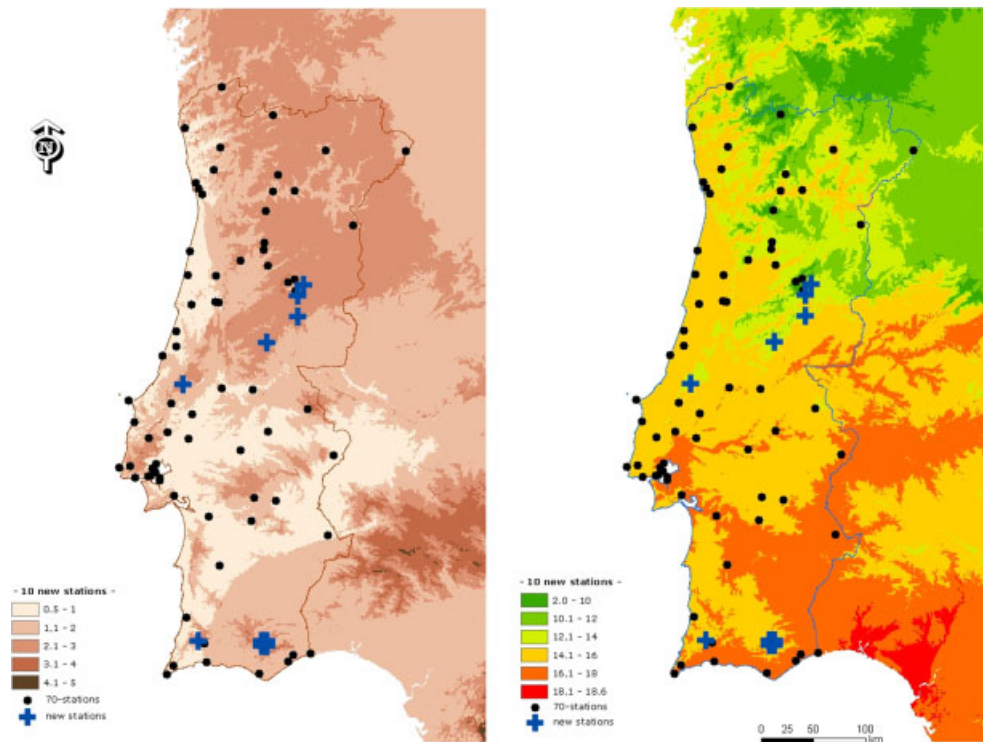 N
- 10 new stations -
0.5 - 1
1.1 - 2
2.1 - 3
3.1 - 4
4.1 - 5
70-stations
new stations
- 10 new stations -
2.0 - 10
10.1 - 12
12.1 - 14
14.1 - 16
16.1 - 18
18.1 - 18.6
70-stations
new stations
0 25 50 100
km